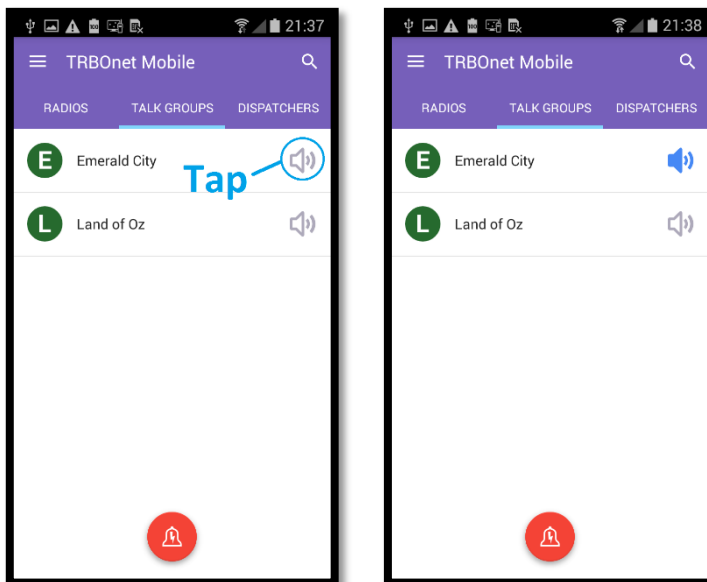 21:37
TRBOnet Mobile
RADIOS TALK GROUPS DISPATCHERS
E Emerald City
Tap
L Land of Oz
21:38
TRBOnet Mobile
RADIOS TALK GROUPS DISPATCHERS
E Emerald City
L Land of Oz